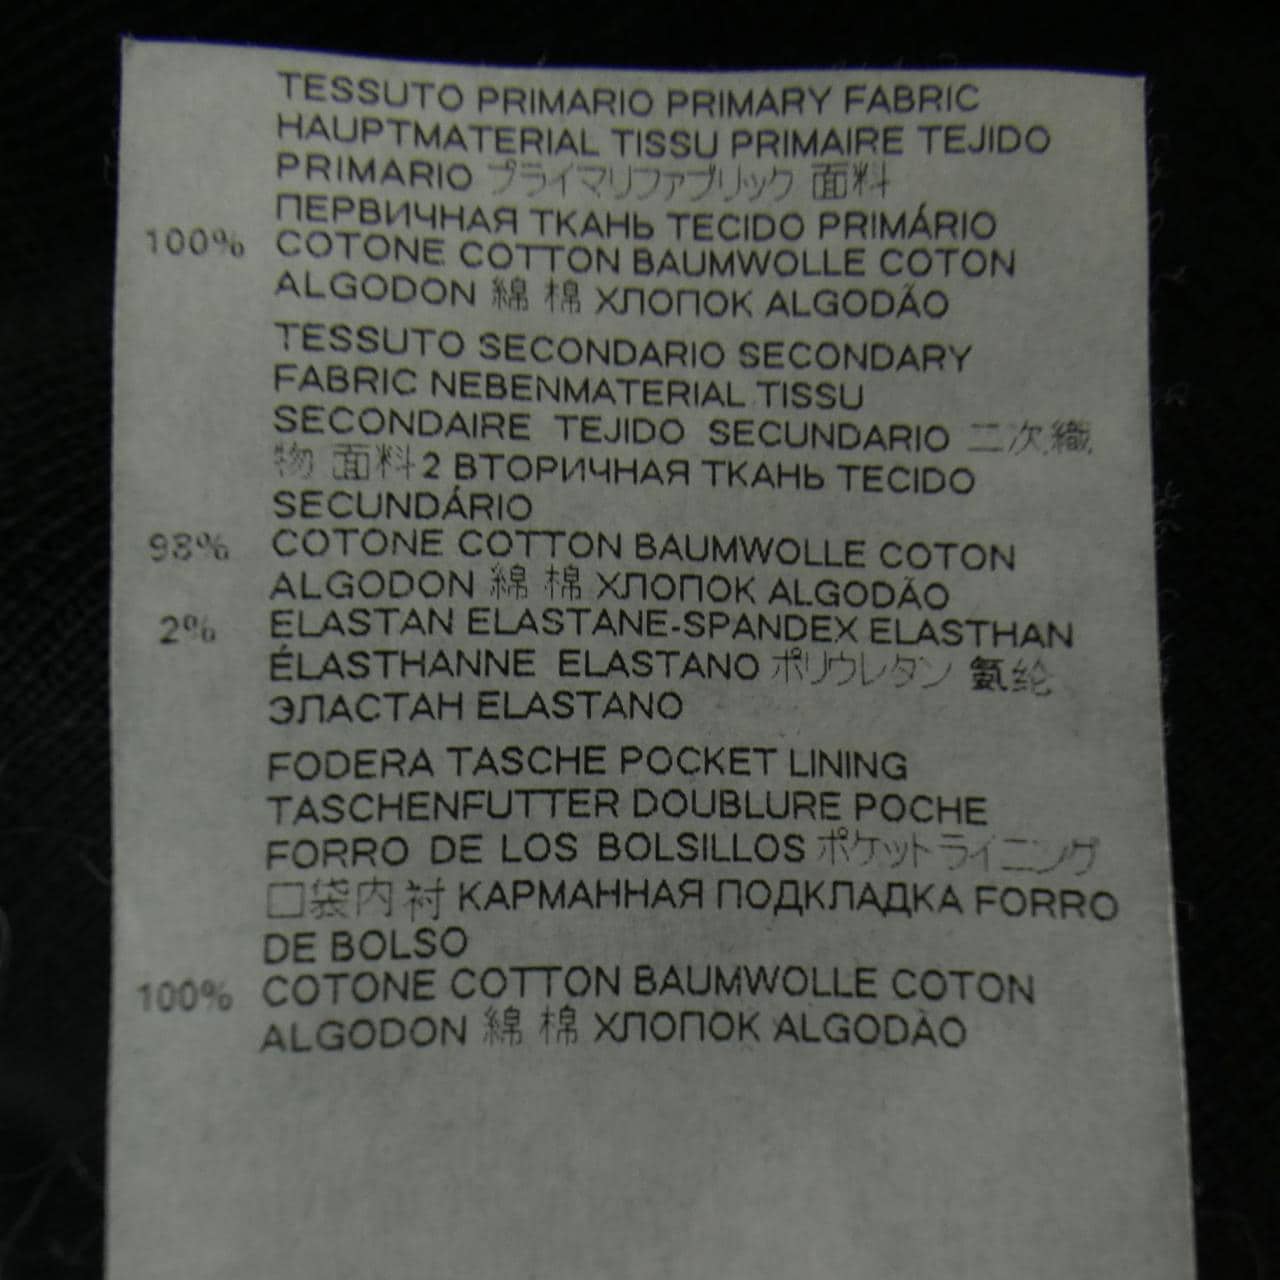 TESSUTO PRIMARIO PRIMARY FABRIC
HAUPTMATERIAL TISSU PRIMAIRE TEJIDO
PRIMARIO プライマリファブリック 面料
ПЕРВИЧНАЯ ТКАНЬ TECIDO PRIMÁRIO
100% COTONE COTTON BAUMWOLLE COTON
ALGODON 綿 棉 ХЛОПОК ALGODÃO
TESSUTO SECONDARIO SECONDARY
FABRIC NEBENMATERIAL TISSU
SECONDAIRE TEJIDO SECUNDARIO 二次織
物 面料2 ВТОРИЧНАЯ ТКАНЬ TECIDO
SECUNDÁRIO
98% COTONE COTTON BAUMWOLLE COTON
ALGODON 綿 棉 ХЛОПОК ALGODÃO
2% ELASTAN ELASTANE-SPANDEX ELASTHAN
ÉLASTHANNE ELASTANO ポリウレタン 氨纶
ЭЛАСТАН ELASTANO
FODERA TASCHE POCKET LINING
TASCHENFUTTER DOUBLURE POCHE
FORRO DE LOS BOLSILLOS ポケットライニング
口袋内衬 КАРМАННАЯ ПОДКЛАДКА FORRO
DE BOLSO
100% COTONE COTTON BAUMWOLLE COTON
ALGODON 綿 棉 ХЛОПОК ALGODÃO